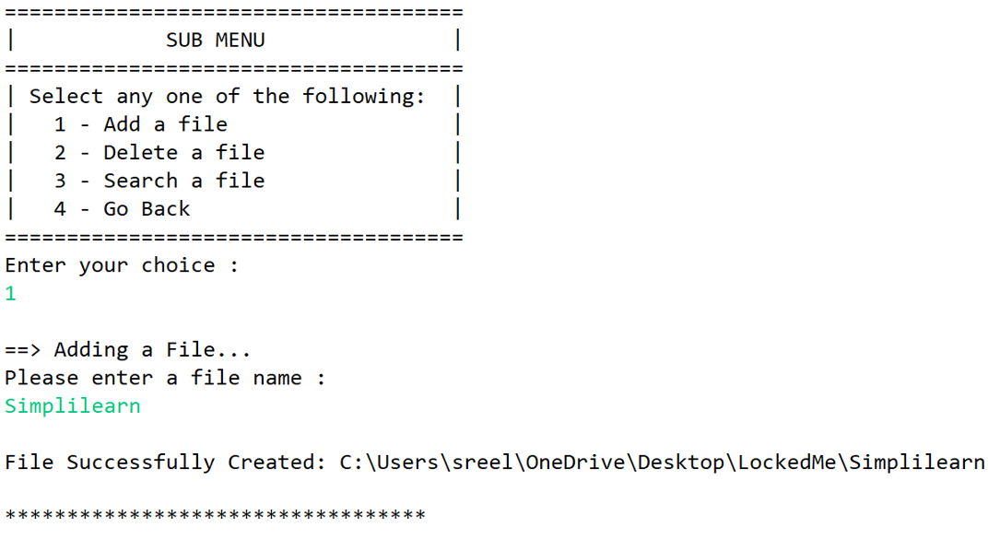 =====================================
|            SUB MENU               |
=====================================
| Select any one of the following:  |
|   1 - Add a file                  |
|   2 - Delete a file               |
|   3 - Search a file               |
|   4 - Go Back                     |
=====================================
Enter your choice :
1
==> Adding a File...
Please enter a file name :
Simplilearn
File Successfully Created: C:\Users\sreel\OneDrive\Desktop\LockedMe\Simplilearn
**********************************